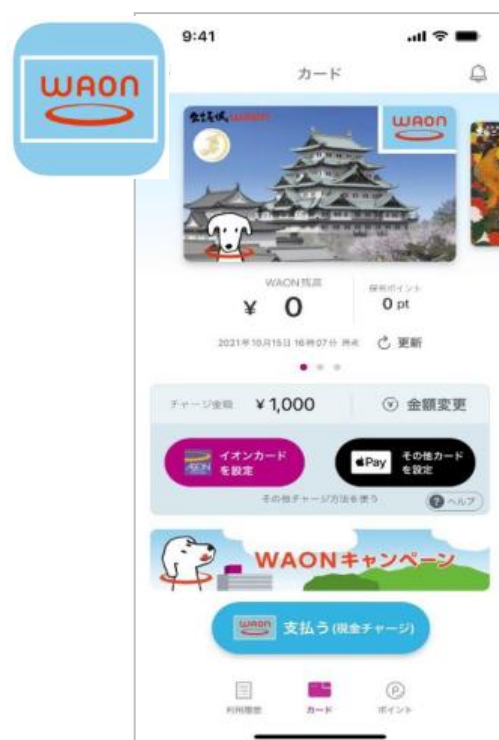 WAON
9:41
カード
WAON
WAON残高
保有ポイント
¥ 0
0 pt
2021年10月15日 16時07分 時点
更新
チャージ金額 ¥1,000
金額変更
イオンカード
を設定
AEON
Pay
その他カード
を設定
その他チャージ方法を使う
? ヘルプ
WAONキャンペーン
WAON
支払う(現金チャージ)
利用履歴
カード
ポイント